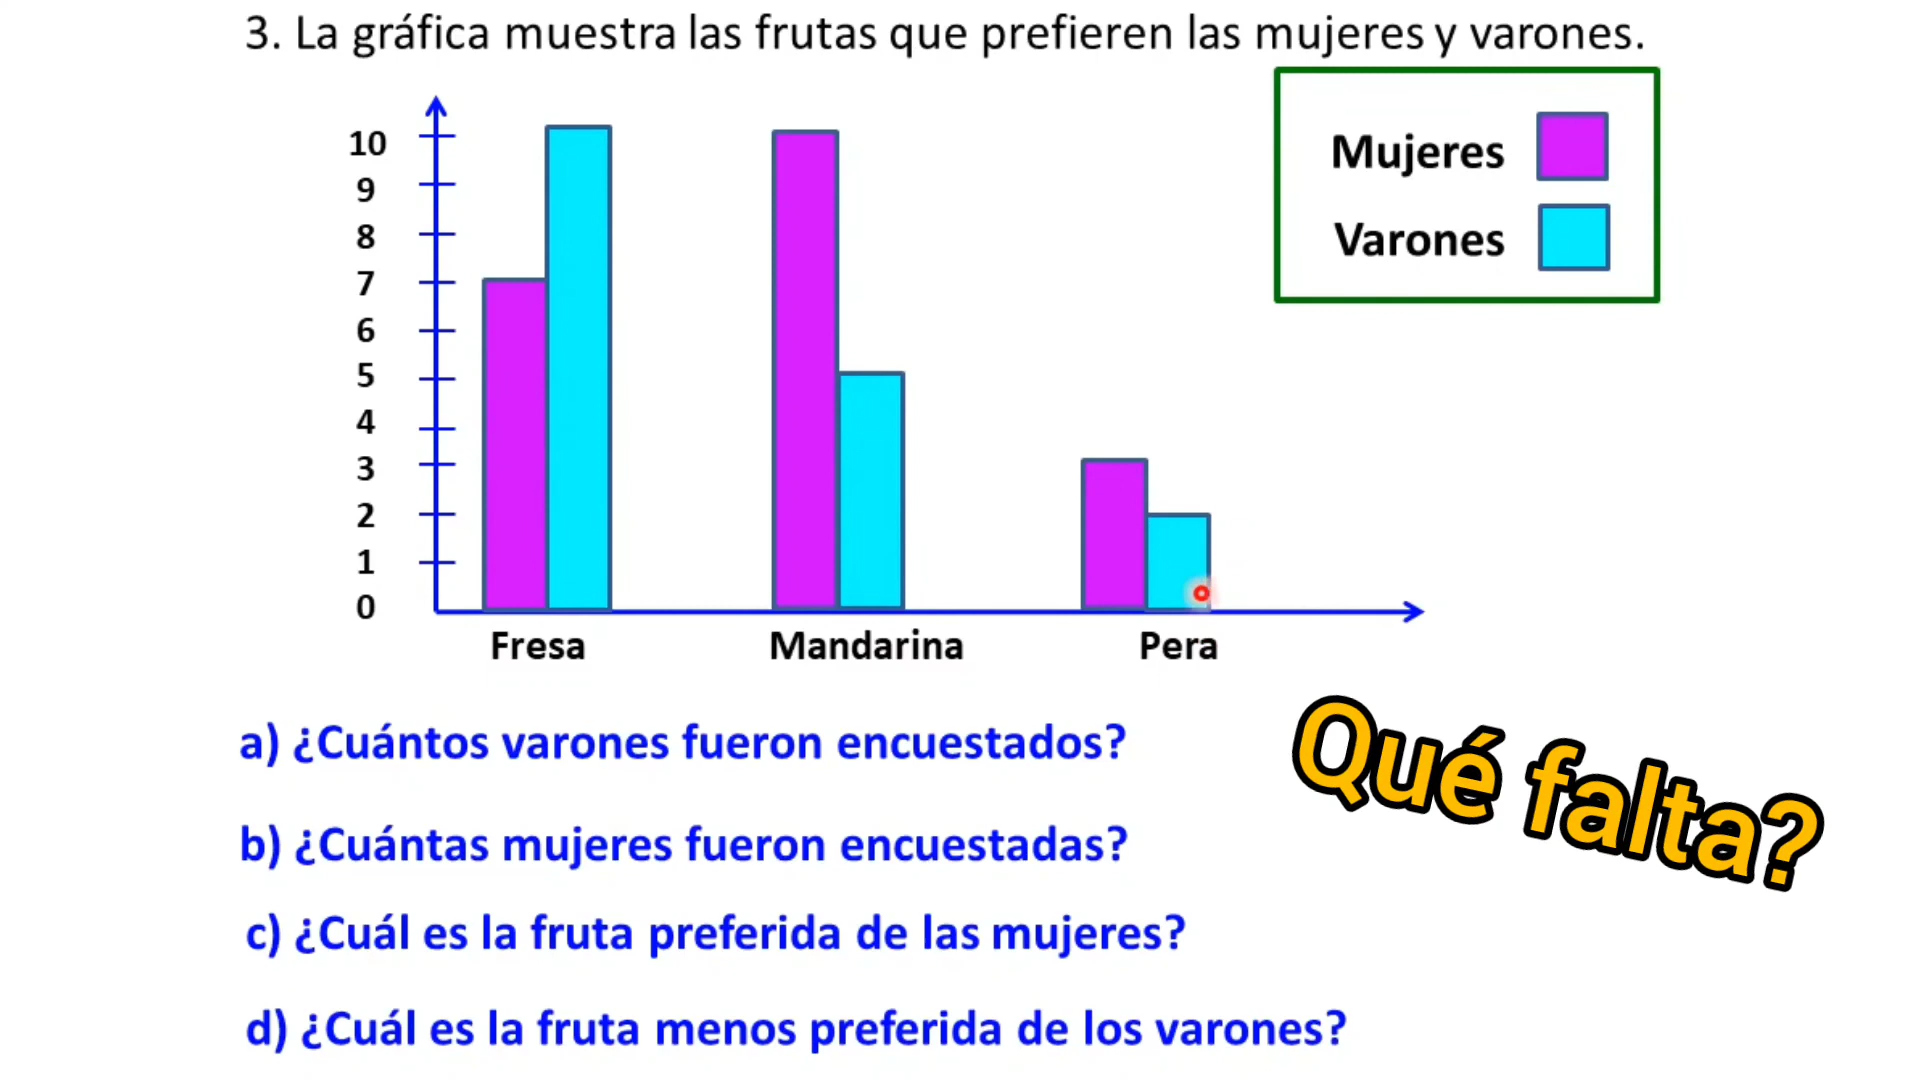 3. La gráfica muestra las frutas que prefieren las mujeres y varones.
Mujeres
Varones
10
9
8
7
6
5
4
3
2
1
0
Fresa Mandarina Pera
a) ¿Cuántos varones fueron encuestados?
Qué falta?
b) ¿Cuántas mujeres fueron encuestadas?
c) ¿Cuál es la fruta preferida de las mujeres?
d) ¿Cuál es la fruta menos preferida de los varones?